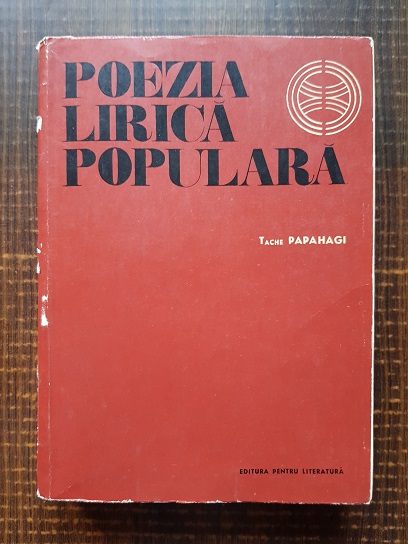 POEZIA
LIRICĂ
POPULARĂ
TACHE PAPAHAGI
EDITURA PENTRU LITERATURĂ